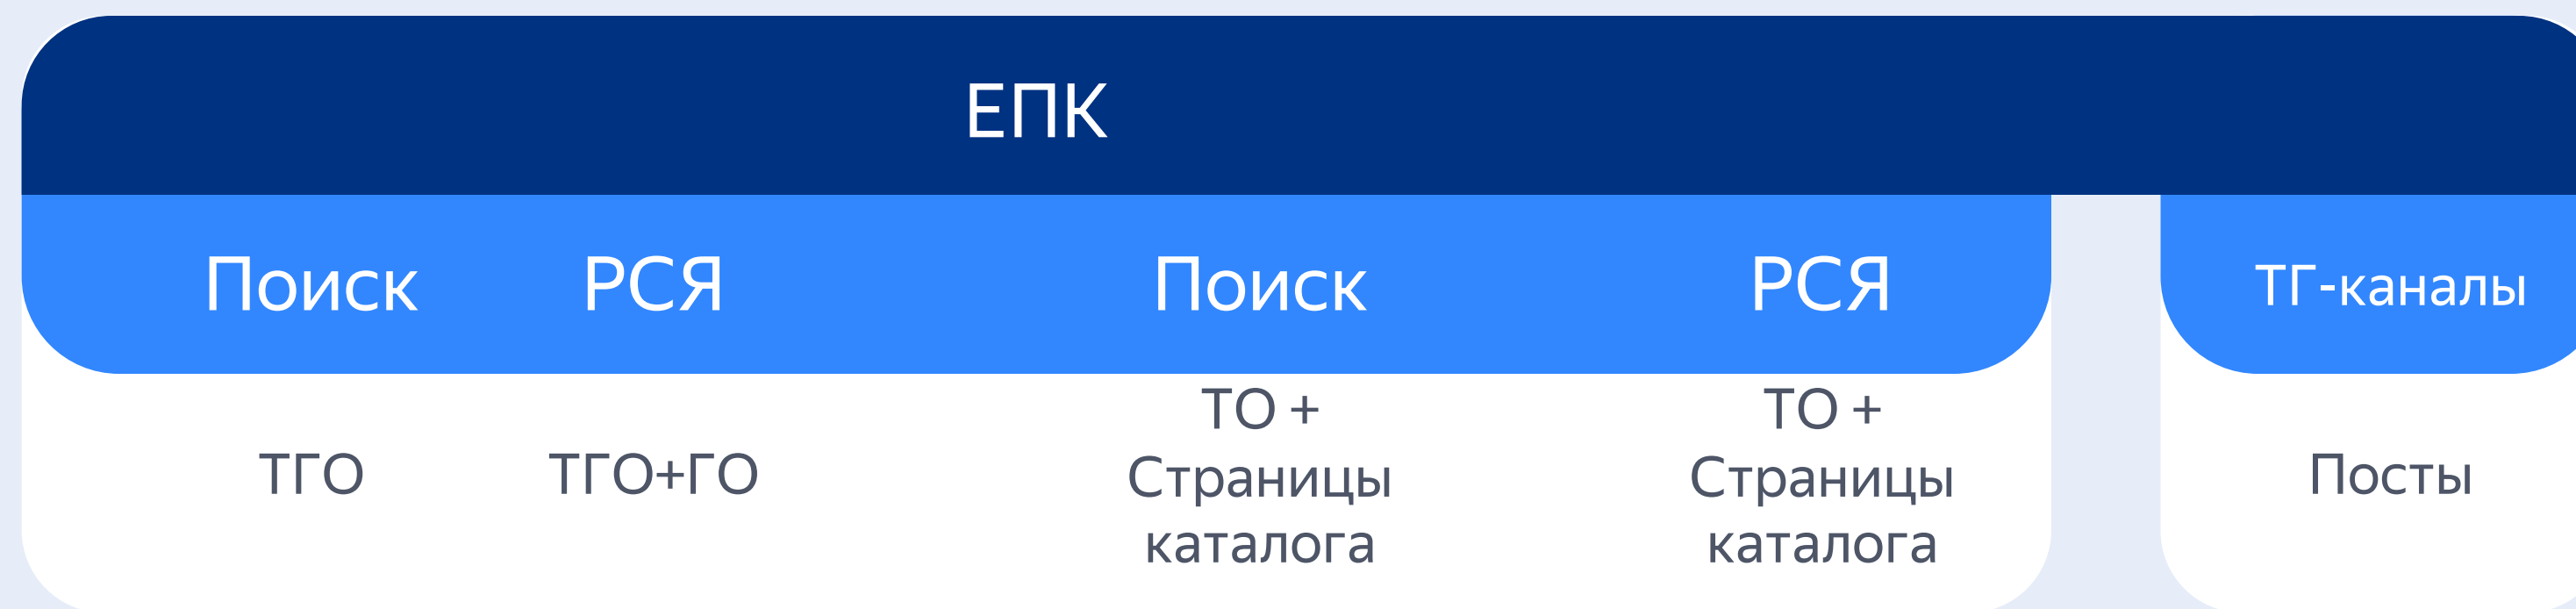 ЕПК
Поиск РСЯ Поиск РСЯ ТГ-каналы
ТГО ТГО+ГО ТО + Страницы каталога ТО + Страницы каталога Посты